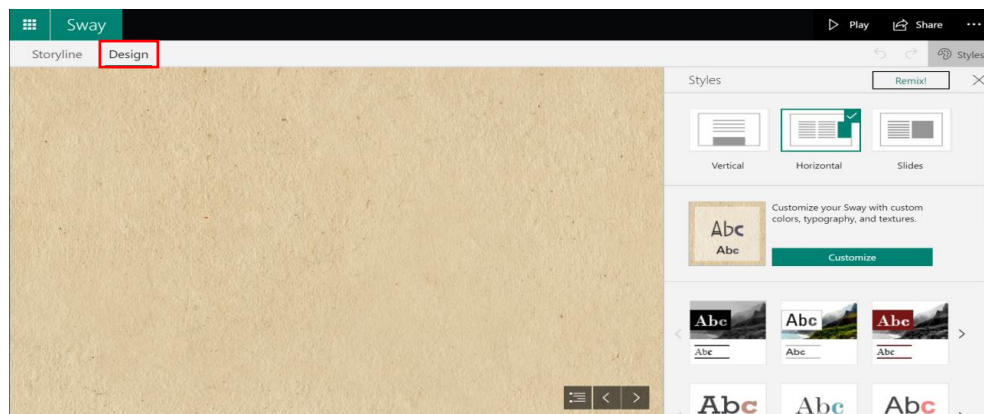 Sway
Play
Share
Storyline
Design
Styles
Styles
Remix!
Vertical
Horizontal
Slides
Abc
Abc
Customize your Sway with custom
colors, typography, and textures.
Customize
Abc
Abc
Abc
Abc
Abc
Abc
Abc
Abc
Abc